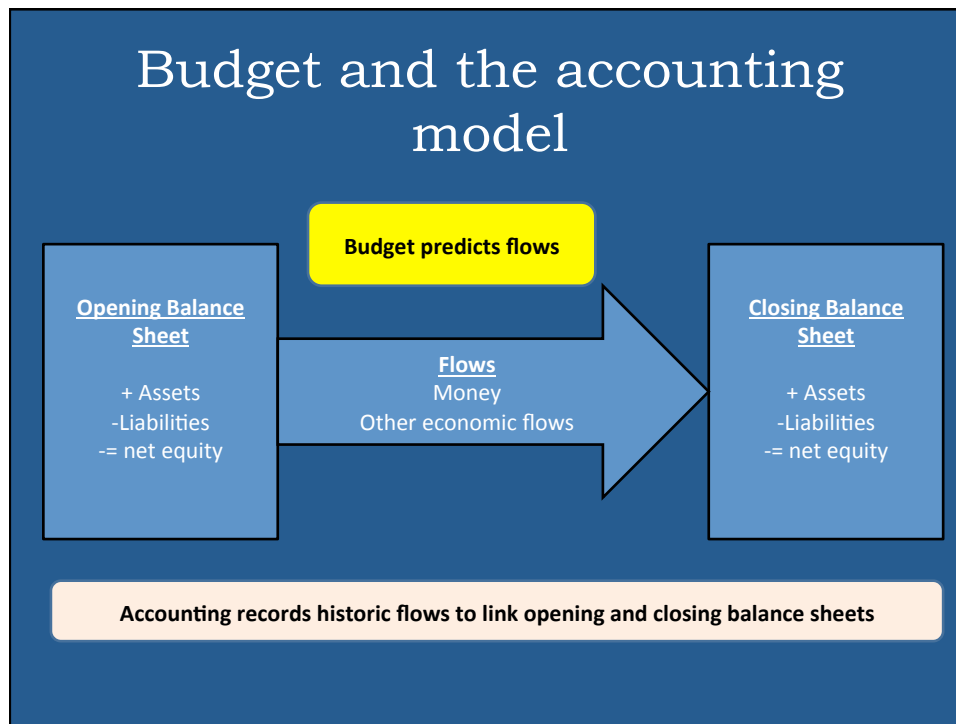 Budget and the accounting
model
Budget predicts flows
Opening Balance
Sheet
+ Assets
-Liabilities
-= net equity
Flows
Money
Other economic flows
Closing Balance
Sheet
+ Assets
-Liabilities
-= net equity
Accounting records historic flows to link opening and closing balance sheets